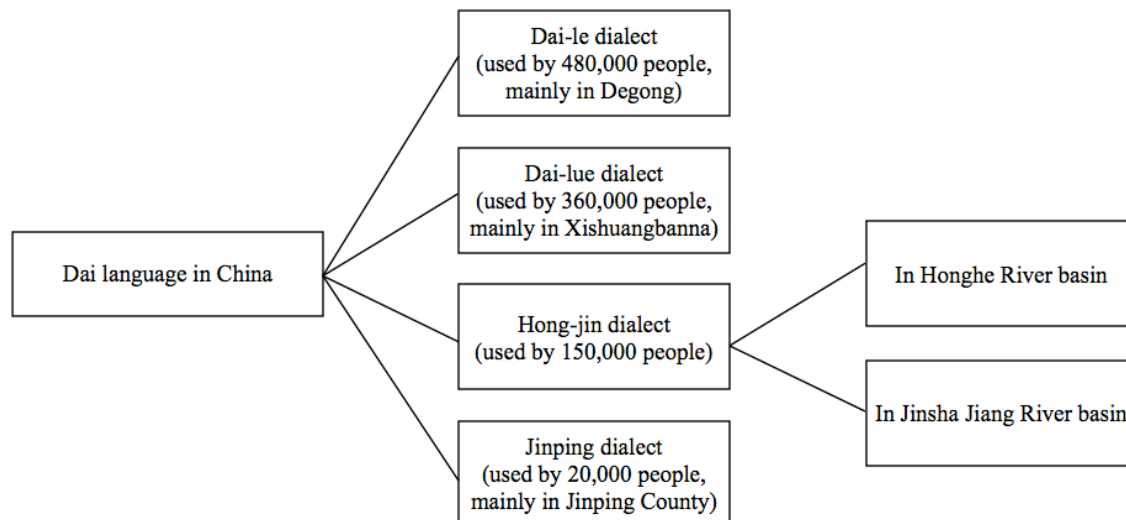 Dai-le dialect
(used by 480,000 people,
mainly in Degong)
Dai-lue dialect
(used by 360,000 people,
mainly in Xishuangbanna)
Dai language in China
In Honghe River basin
Hong-jin dialect
(used by 150,000 people)
In Jinsha Jiang River basin
Jinping dialect
(used by 20,000 people,
mainly in Jinping County)